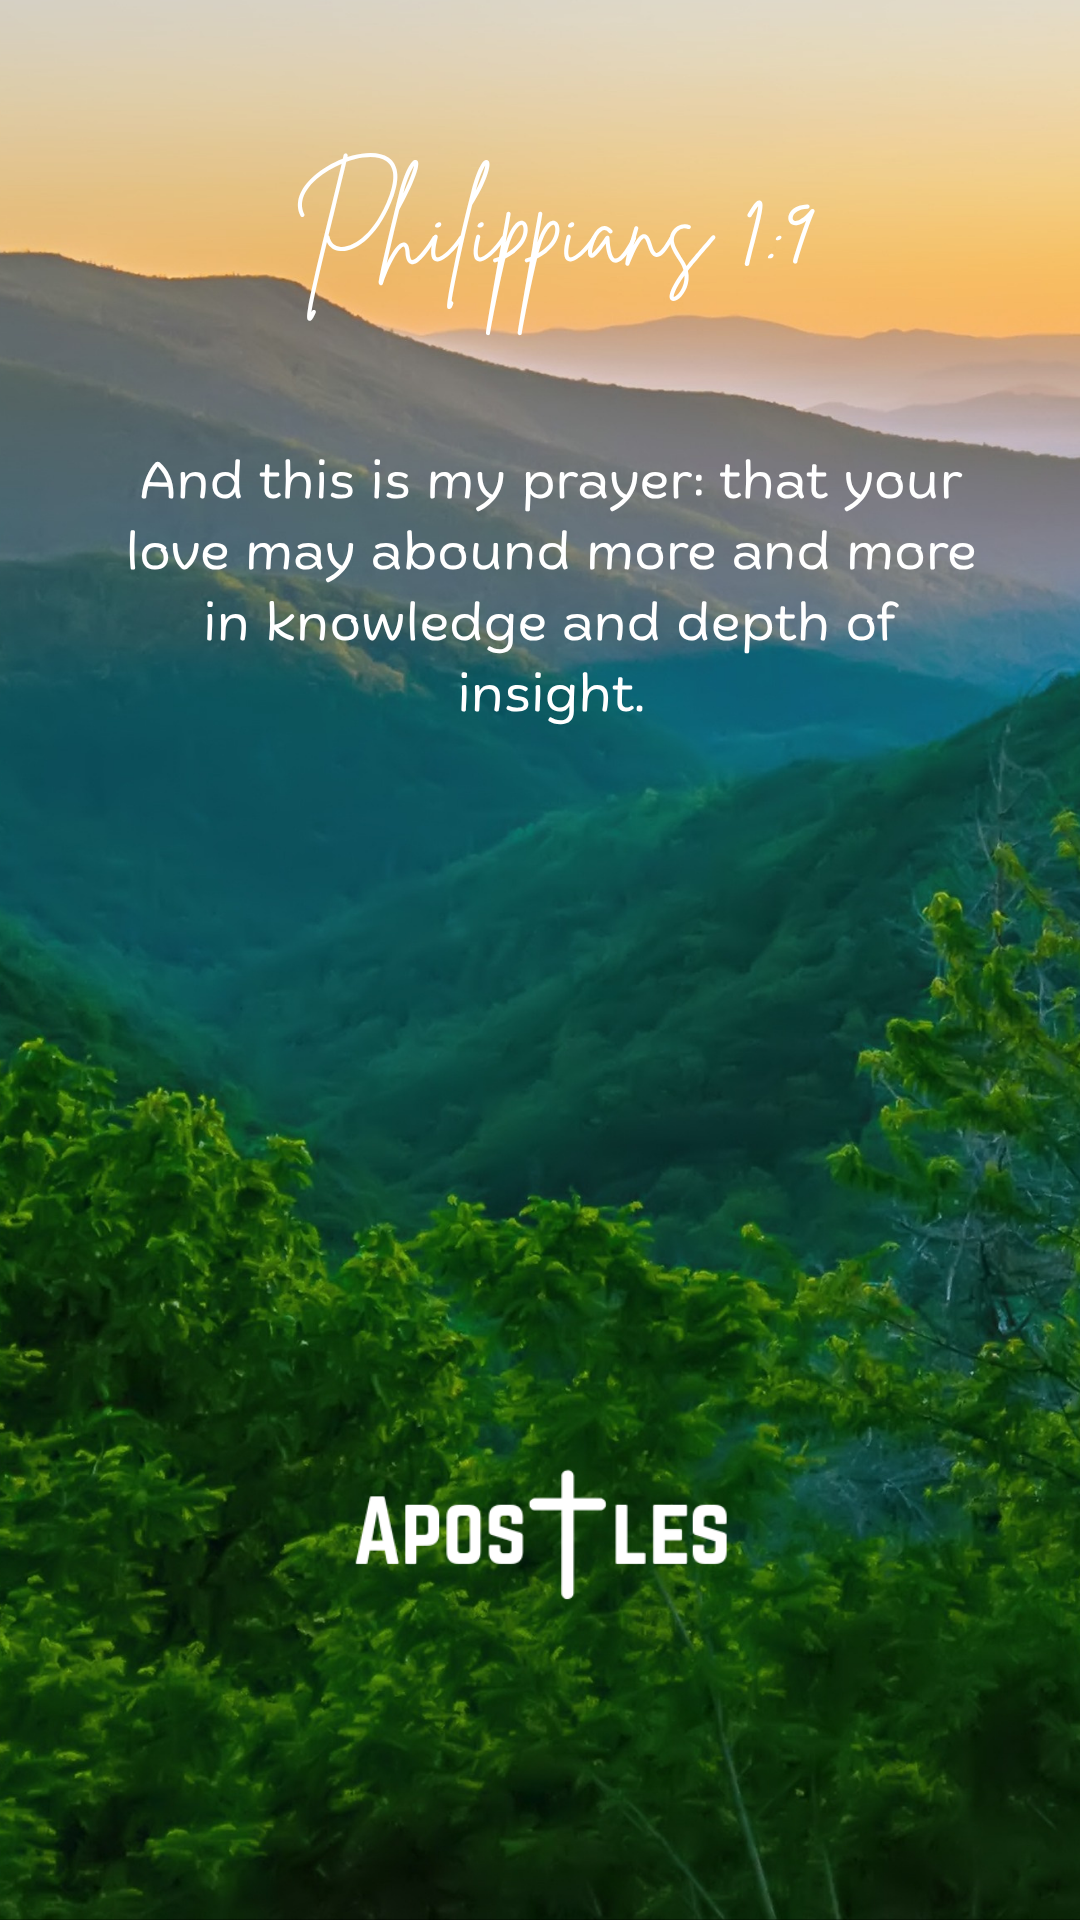 Philippians 1:9
And this is my prayer: that your
love may abound more and more
in knowledge and depth of
insight.
APOSTLES